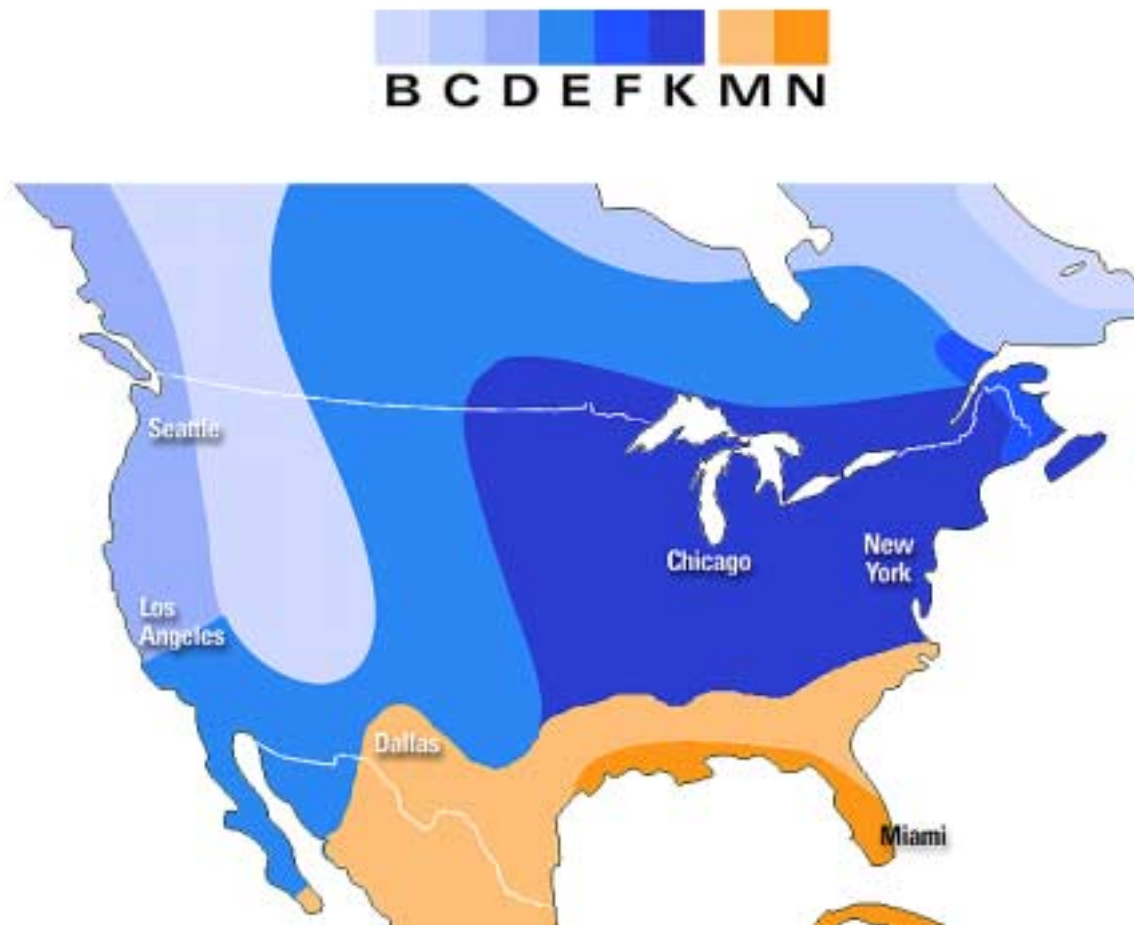 B C D E F K M N
Seattle
Chicago
New
York
Los
Angeles
Dallas
Miami